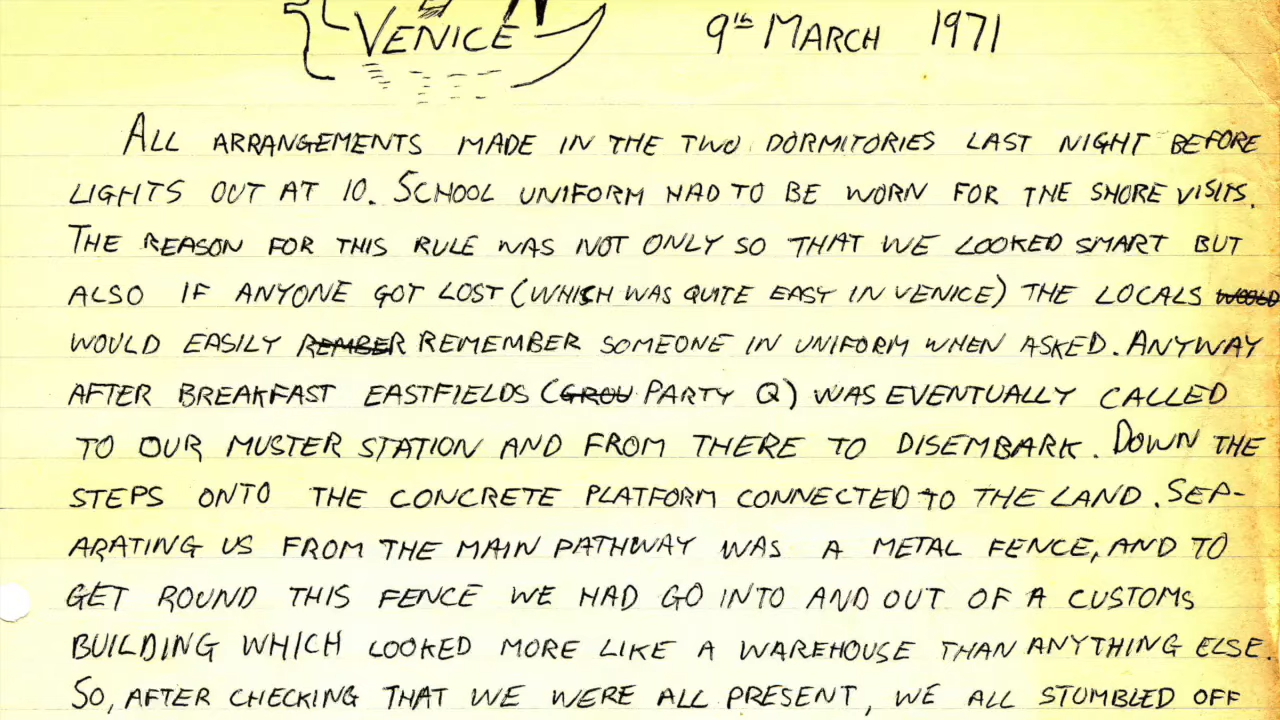 VENICE 9th MARCH 1971
ALL ARRANGEMENTS MADE IN THE TWO DORMITORIES LAST NIGHT BEFORE
LIGHTS OUT AT 10. SCHOOL UNIFORM HAD TO BE WORN FOR THE SHORE VISITS.
THE REASON FOR THIS RULE WAS NOT ONLY SO THAT WE LOOKED SMART BUT
ALSO IF ANYONE GOT LOST (WHICH WAS QUITE EASY IN VENICE) THE LOCALS WOULD
WOULD EASILY REMBER REMEMBER SOMEONE IN UNIFORM WHEN ASKED. ANYWAY
AFTER BREAKFAST EASTFIELDS (GROU PARTY Q) WAS EVENTUALLY CALLED
TO OUR MUSTER STATION AND FROM THERE TO DISEMBARK. DOWN THE
STEPS ONTO THE CONCRETE PLATFORM CONNECTED TO THE LAND. SEP-
ARATING US FROM THE MAIN PATHWAY WAS A METAL FENCE, AND TO
GET ROUND THIS FENCE WE HAD GO INTO AND OUT OF A CUSTOMS
BUILDING WHICH LOOKED MORE LIKE A WAREHOUSE THAN ANYTHING ELSE.
SO, AFTER CHECKING THAT WE WERE ALL PRESENT, WE ALL STUMBLED OFF